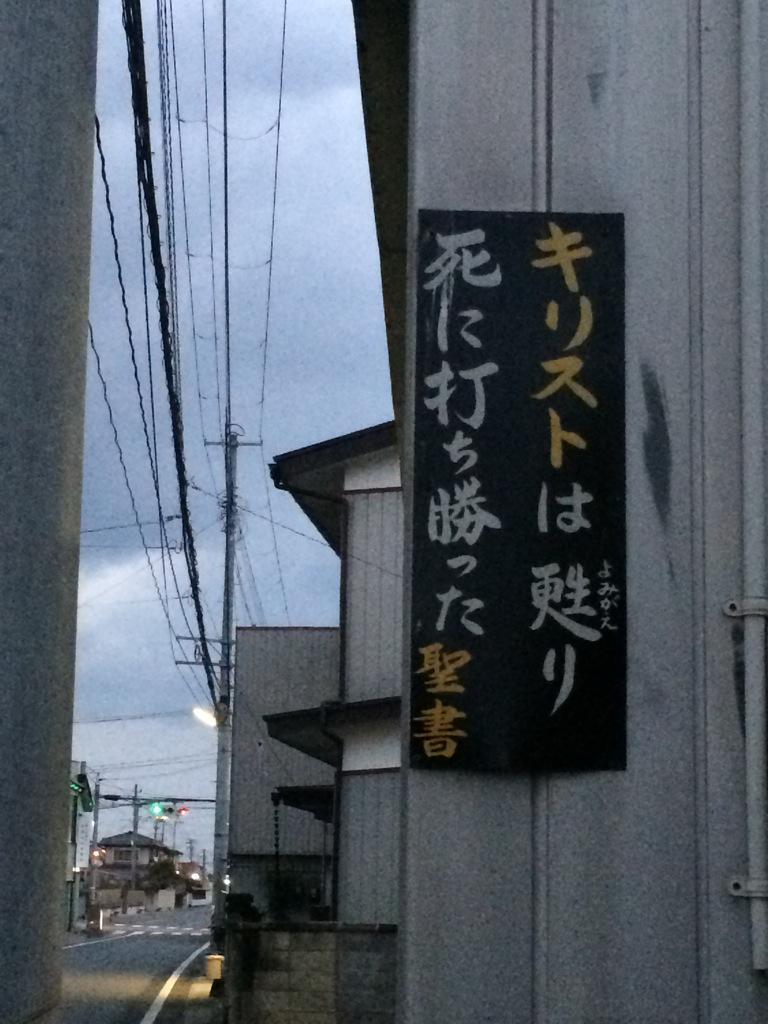 キリストは甦り
よみがえ
死に打ち勝った聖書